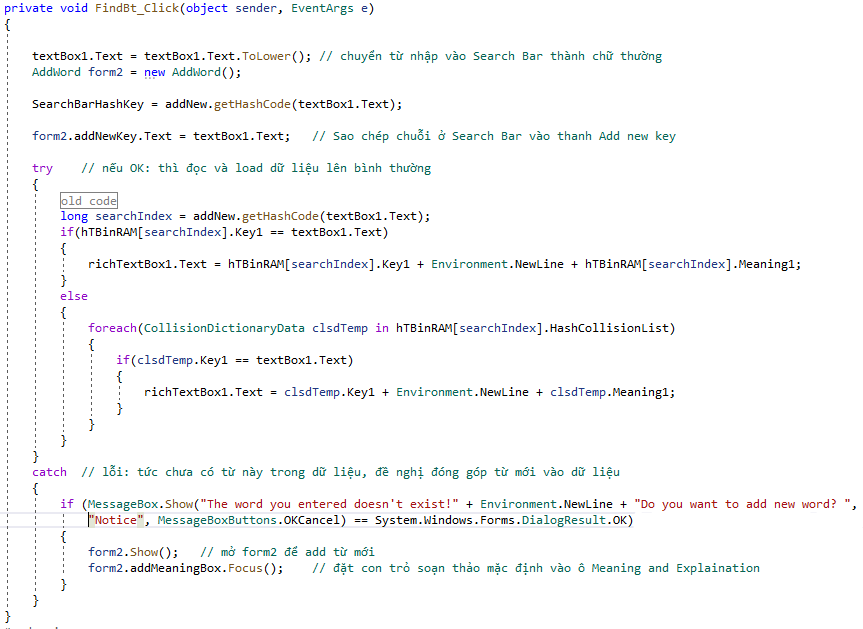 private void FindBt_Click(object sender, EventArgs e)
{
textBox1.Text = textBox1.Text.ToLower(); // chuyển từ nhập vào Search Bar thành chữ thường
AddWord form2 = new AddWord();
SearchBarHashKey = addNew.getHashCode(textBox1.Text);
form2.addNewKey.Text = textBox1.Text;   // Sao chép chuỗi ở Search Bar vào thanh Add new key
try    // nếu OK: thì đọc và load dữ liệu lên bình thường
{
old code
long searchIndex = addNew.getHashCode(textBox1.Text);
if(hTBinRAM[searchIndex].Key1 == textBox1.Text)
{
richTextBox1.Text = hTBinRAM[searchIndex].Key1 + Environment.NewLine + hTBinRAM[searchIndex].Meaning1;
}
else
{
foreach(CollisionDictionaryData clsdTemp in hTBinRAM[searchIndex].HashCollisionList)
{
if(clsdTemp.Key1 == textBox1.Text)
{
richTextBox1.Text = clsdTemp.Key1 + Environment.NewLine + clsdTemp.Meaning1;
}
}
}
}
catch  // lỗi: tức chưa có từ này trong dữ liệu, đề nghị đóng góp từ mới vào dữ liệu
{
if (MessageBox.Show("The word you entered doesn't exist!" + Environment.NewLine + "Do you want to add new word? ",
"Notice", MessageBoxButtons.OKCancel) == System.Windows.Forms.DialogResult.OK)
{
form2.Show();   // mở form2 để add từ mới
form2.addMeaningBox.Focus();    // đặt con trỏ soạn thảo mặc định vào ô Meaning and Explaination
}
}
}